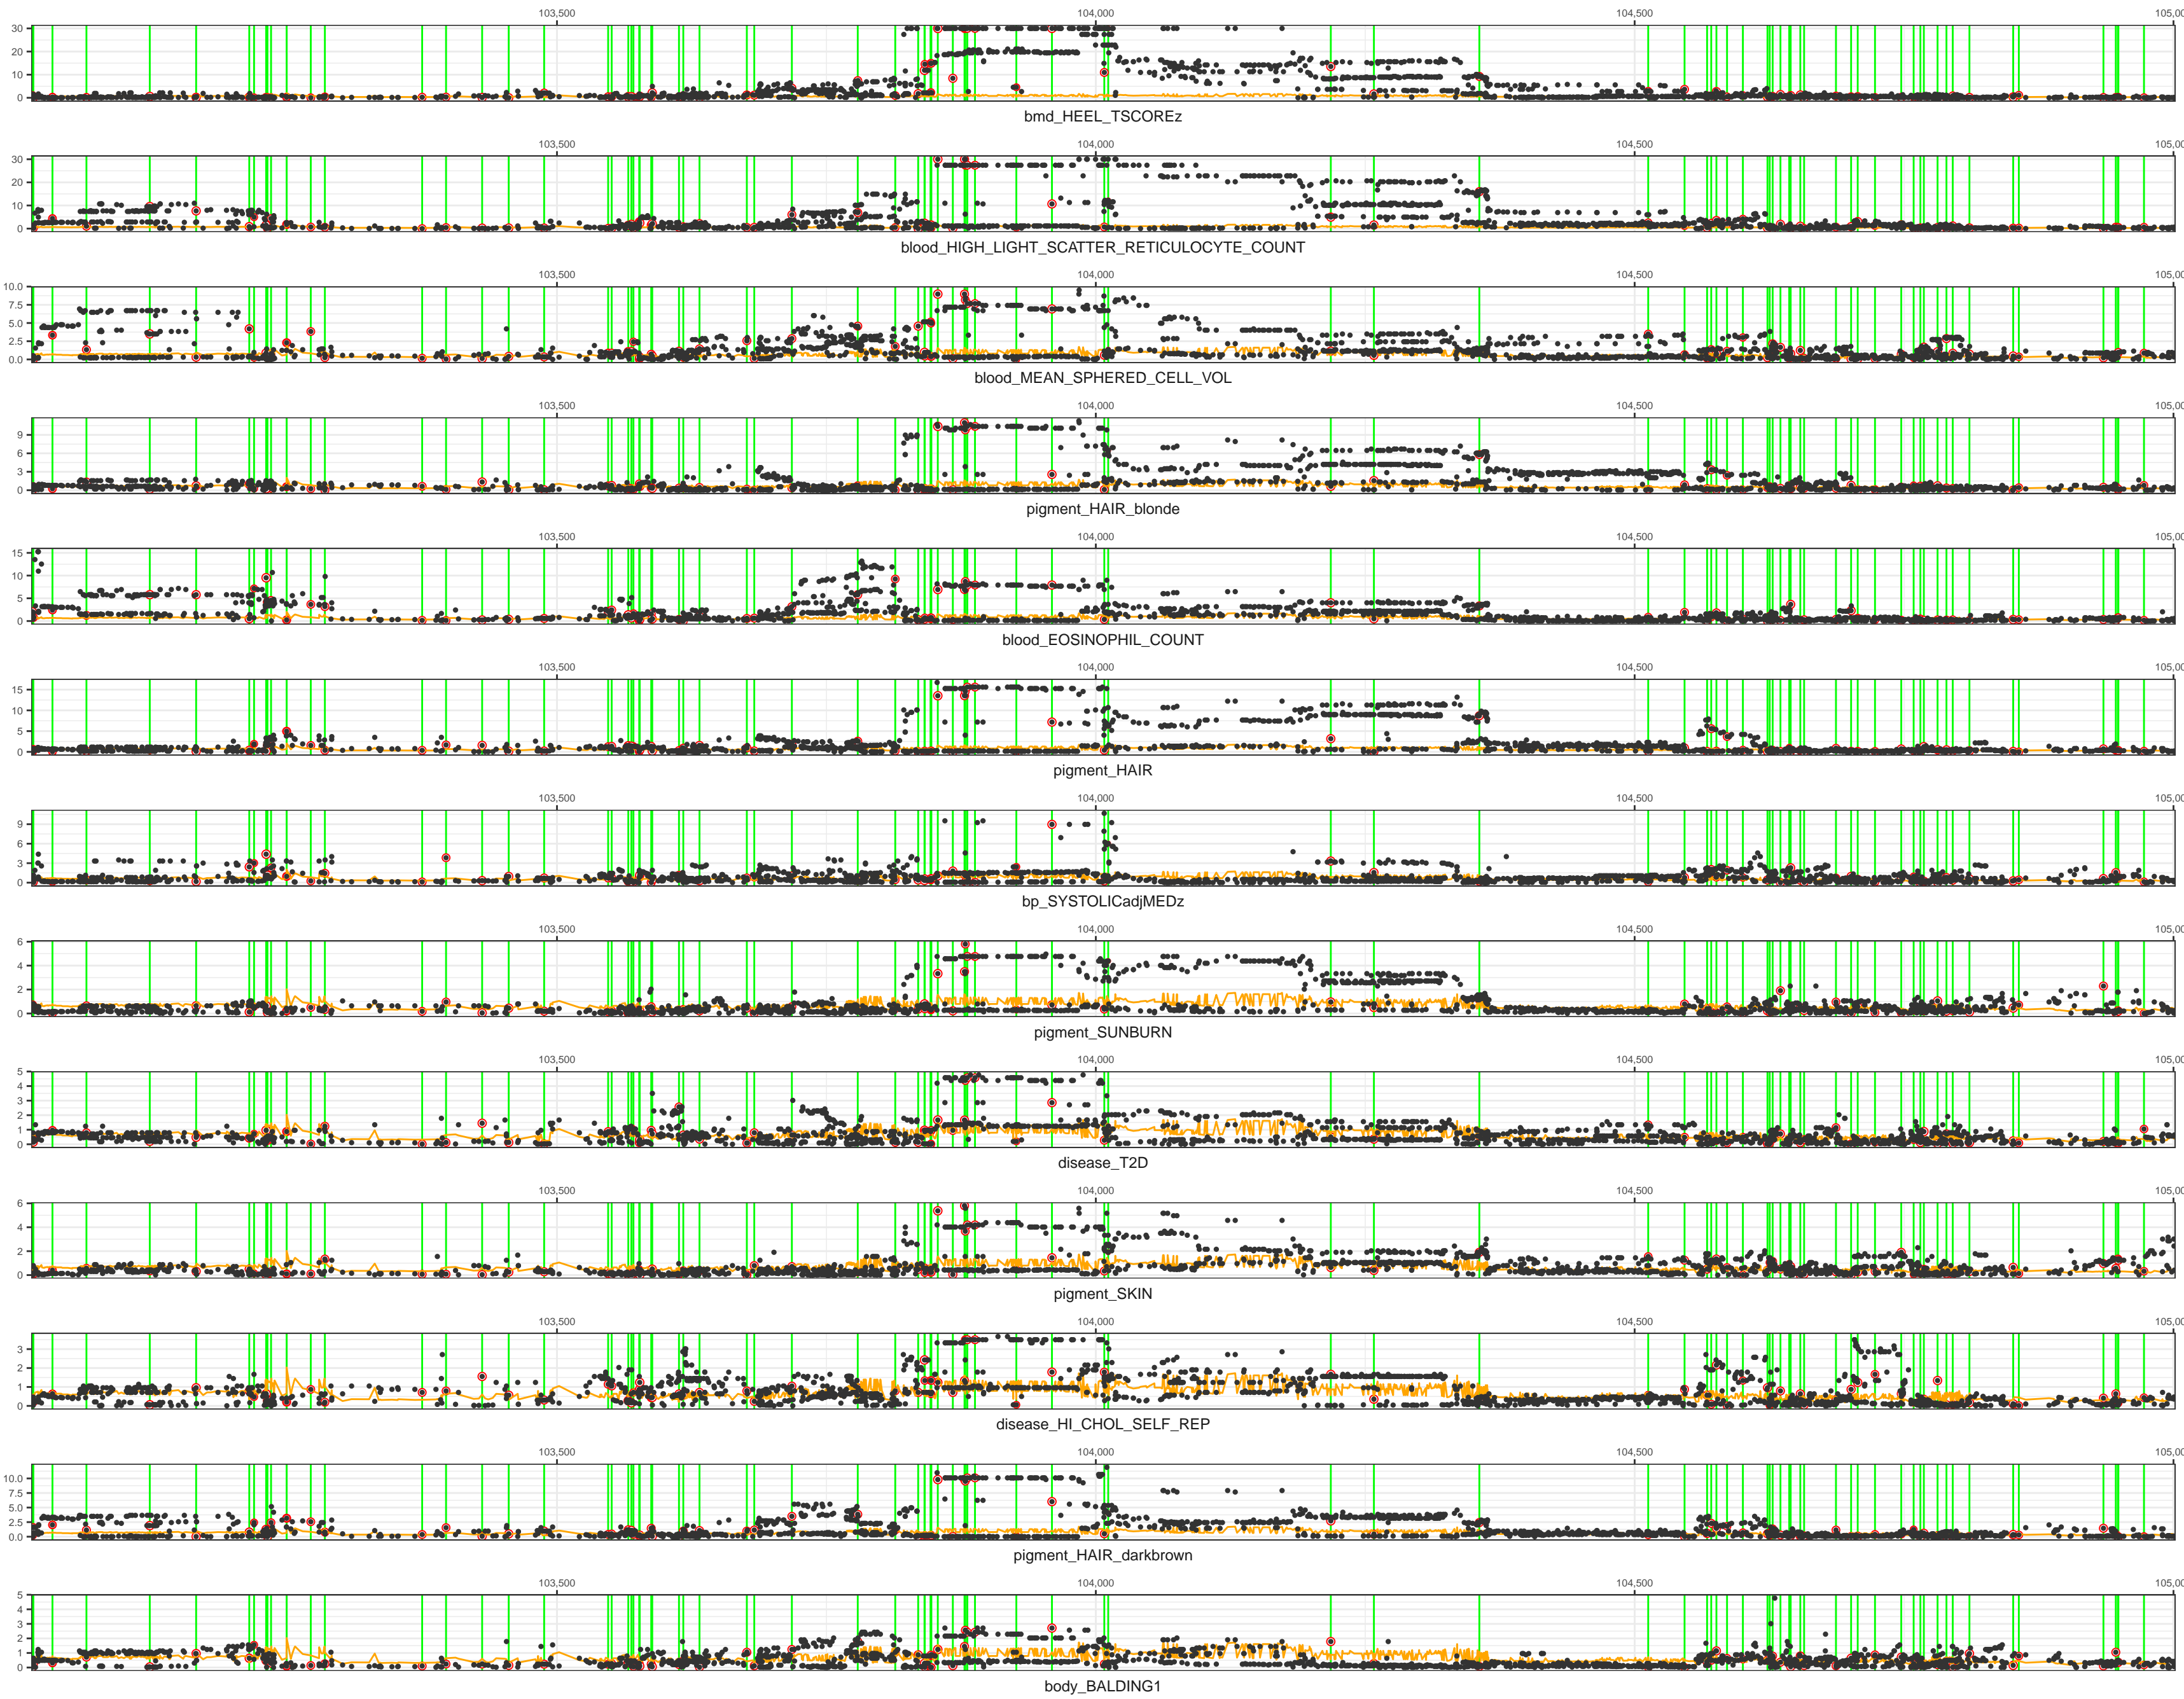 103,500 104,000 104,500 105,00
30
20
10
0
bmd_HEEL_TSCOREz
103,500 104,000 104,500 105,00
30
20
10
0
blood_HIGH_LIGHT_SCATTER_RETICULOCYTE_COUNT
103,500 104,000 104,500 105,00
10.0
7.5
5.0
2.5
0.0
blood_MEAN_SPHERED_CELL_VOL
103,500 104,000 104,500 105,00
9
6
3
0
pigment_HAIR_blonde
103,500 104,000 104,500 105,00
15
10
5
0
blood_EOSINOPHIL_COUNT
103,500 104,000 104,500 105,00
15
10
5
0
pigment_HAIR
103,500 104,000 104,500 105,00
9
6
3
0
bp_SYSTOLICadjMEDz
103,500 104,000 104,500 105,00
6
4
2
0
pigment_SUNBURN
103,500 104,000 104,500 105,00
5
4
3
2
1
0
disease_T2D
103,500 104,000 104,500 105,00
6
4
2
0
pigment_SKIN
103,500 104,000 104,500 105,00
3
2
1
0
disease_HI_CHOL_SELF_REP
103,500 104,000 104,500 105,00
10.0
7.5
5.0
2.5
0.0
pigment_HAIR_darkbrown
103,500 104,000 104,500 105,00
5
4
3
2
1
0
body_BALDING1